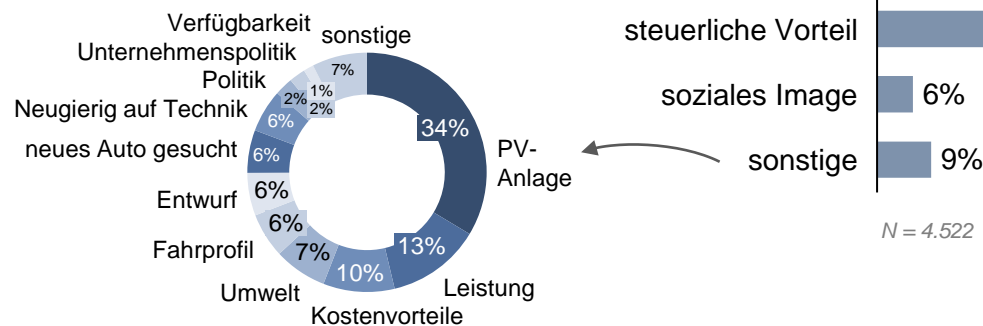 Verfügbarkeit
Unternehmenspolitik
Politik
Neugierig auf Technik
neues Auto gesucht
Entwurf
Fahrprofil
Umwelt
Kostenvorteile
Leistung
PV-
Anlage
sonstige
7%
1%
2%
2%
6%
6%
6%
6%
7%
10%
13%
34%
steuerliche Vorteil
soziales Image
6%
sonstige
9%
N = 4.522